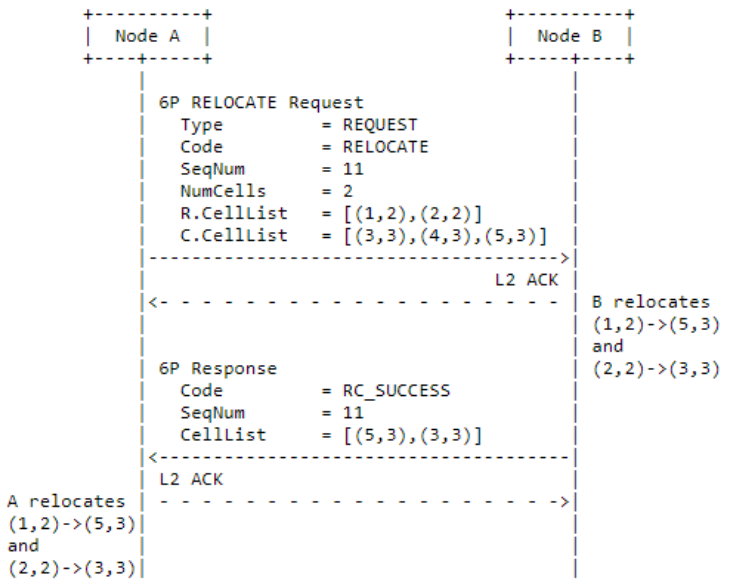 Node A Node B
6P RELOCATE Request
Type = REQUEST
Code = RELOCATE
SeqNum = 11
NumCells = 2
R.CellList = [(1,2),(2,2)]
C.CellList = [(3,3),(4,3),(5,3)]
L2 ACK
B relocates
(1,2)->(5,3)
and
(2,2)->(3,3)
6P Response
Code = RC_SUCCESS
SeqNum = 11
CellList = [(5,3),(3,3)]
L2 ACK
A relocates
(1,2)->(5,3)
and
(2,2)->(3,3)